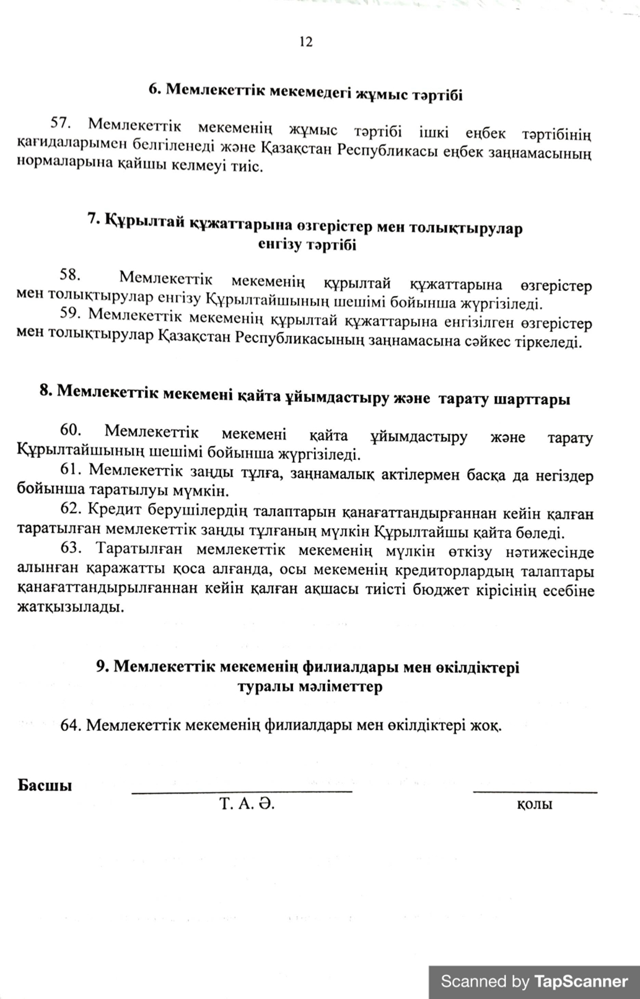 12
6. Мемлекеттік мекемедегі жұмыс тәртібі
57. Мемлекеттік мекеменің жұмыс тәртібі ішкі еңбек тәртібінің
қағидаларымен белгіленеді және Қазақстан Республикасы еңбек заңнамасының
нормаларына қайшы келмеуі тиіс.
7. Құрылтай құжаттарына өзгерістер мен толықтырулар
енгізу тәртібі
58. Мемлекеттік мекеменің құрылтай құжаттарына өзгерістер
мен толықтырулар енгізу Құрылтайшының шешімі бойынша жүргізіледі.
59. Мемлекеттік мекеменің құрылтай құжаттарына енгізілген өзгерістер
мен толықтырулар Қазақстан Республикасының заңнамасына сәйкес тіркеледі.
8. Мемлекеттік мекемені қайта ұйымдастыру және тарату шарттары
60. Мемлекеттік мекемені қайта ұйымдастыру және тарату
Құрылтайшының шешімі бойынша жүргізіледі.
61. Мемлекеттік заңды тұлға, заңнамалық актілермен басқа да негіздер
бойынша таратылуы мүмкін.
62. Кредит берушілердің талаптарын қанағаттандырғаннан кейін қалған
таратылған мемлекеттік заңды тұлғаның мүлкін Құрылтайшы қайта бөледі.
63. Таратылған мемлекеттік мекеменің мүлкін өткізу нәтижесінде
алынған қаражатты қоса алғанда, осы мекеменің кредиторлардың талаптары
қанағаттандырылғаннан кейін қалған ақшасы тиісті бюджет кірісінің есебіне
жатқызылады.
9. Мемлекеттік мекеменің филиалдары мен өкілдіктері
туралы мәліметтер
64. Мемлекеттік мекеменің филиалдары мен өкілдіктері жоқ.
Басшы
Т. А. Ә. қолы
Scanned by TapScanner